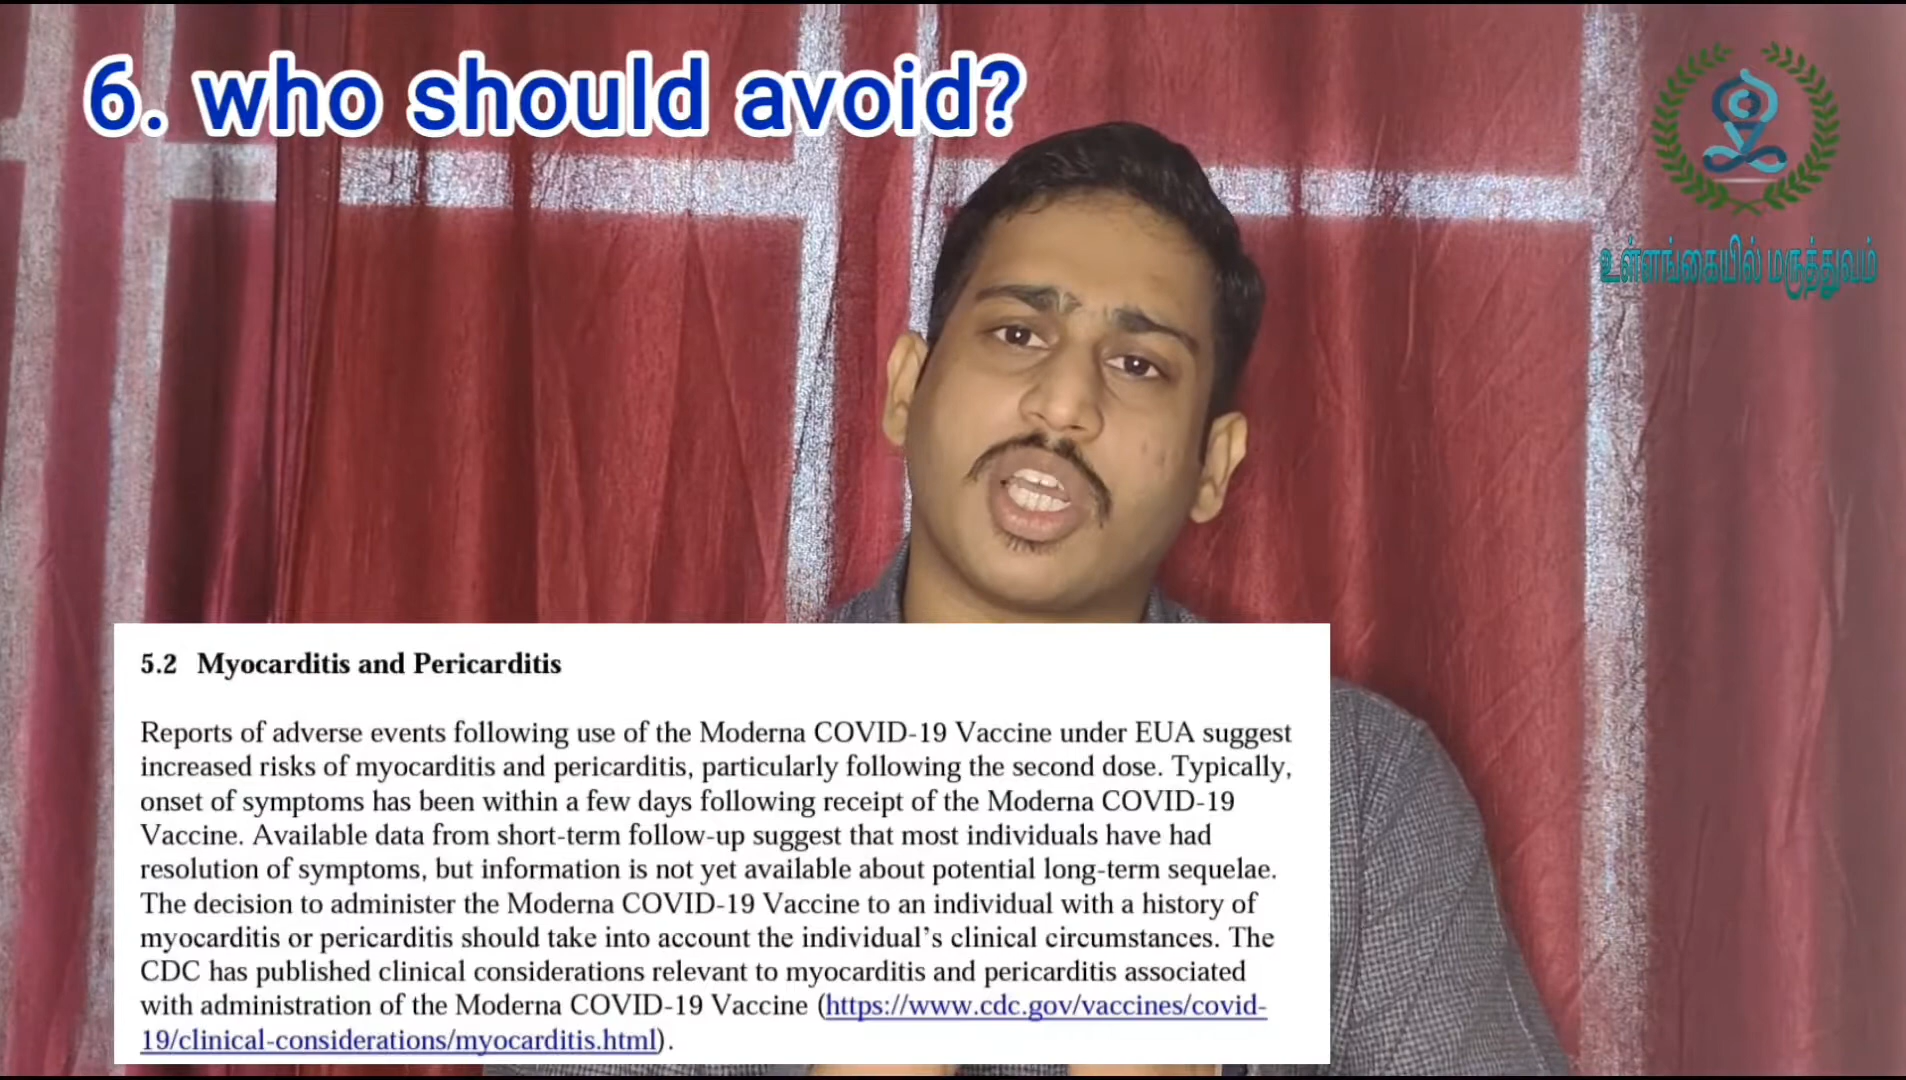 6. who should avoid?
உள்ளங்கையில் மருத்துவம்
5.2 Myocarditis and Pericarditis
Reports of adverse events following use of the Moderna COVID-19 Vaccine under EUA suggest
increased risks of myocarditis and pericarditis, particularly following the second dose. Typically,
onset of symptoms has been within a few days following receipt of the Moderna COVID-19
Vaccine. Available data from short-term follow-up suggest that most individuals have had
resolution of symptoms, but information is not yet available about potential long-term sequelae.
The decision to administer the Moderna COVID-19 Vaccine to an individual with a history of
myocarditis or pericarditis should take into account the individual’s clinical circumstances. The
CDC has published clinical considerations relevant to myocarditis and pericarditis associated
with administration of the Moderna COVID-19 Vaccine (https://www.cdc.gov/vaccines/covid-
19/clinical-considerations/myocarditis.html).